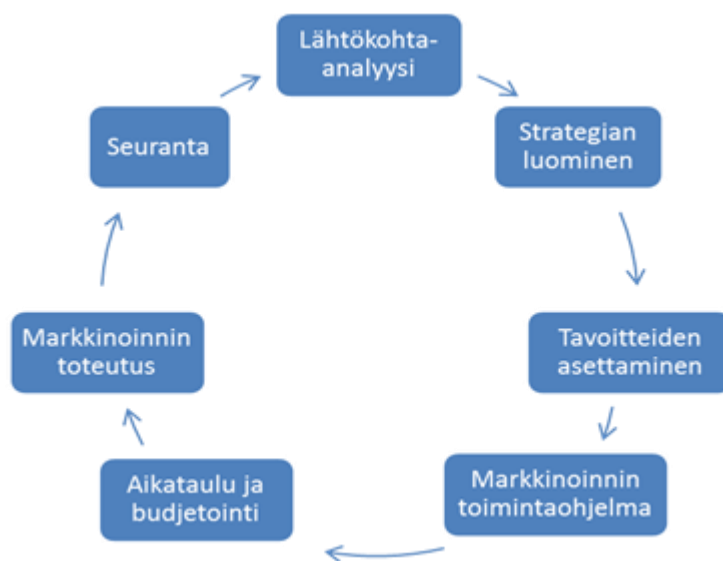 Lähtökohta-
analyysi
Strategian
luominen
Tavoitteiden
asettaminen
Markkinoinnin
toimintaohjelma
Aikataulu ja
budjetointi
Markkinoinnin
toteutus
Seuranta